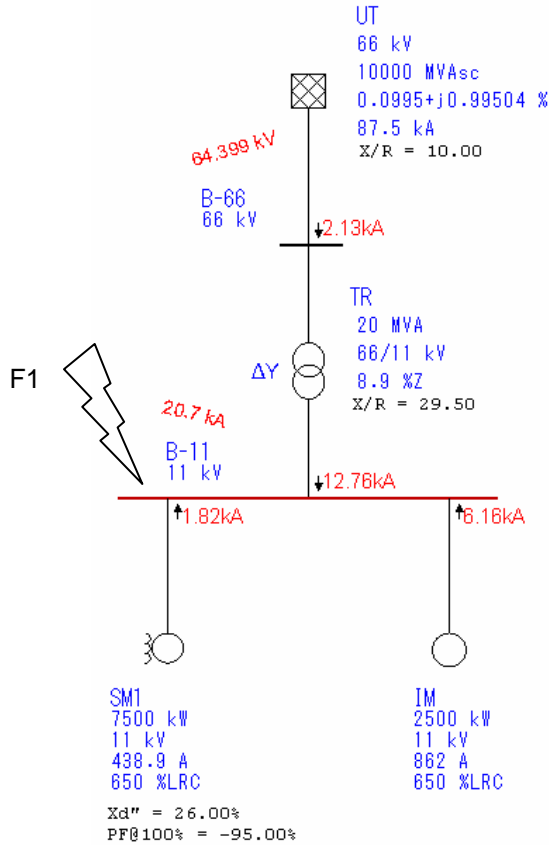 UT
66 kV
10000 MVAsc
0.0995+j0.99504 %
87.5 kA
X/R = 10.00
64.399 kV
B-66
66 kV
2.13kA
TR
20 MVA
66/11 kV
8.9 %Z
X/R = 29.50
ΔY
F1
20.7 kA
B-11
11 kV
12.76kA
1.82kA
6.16kA
SM1
7500 kW
11 kV
438.9 A
650 %LRC
Xd" = 26.00%
PF@100% = -95.00%
IM
2500 kW
11 kV
862 A
650 %LRC